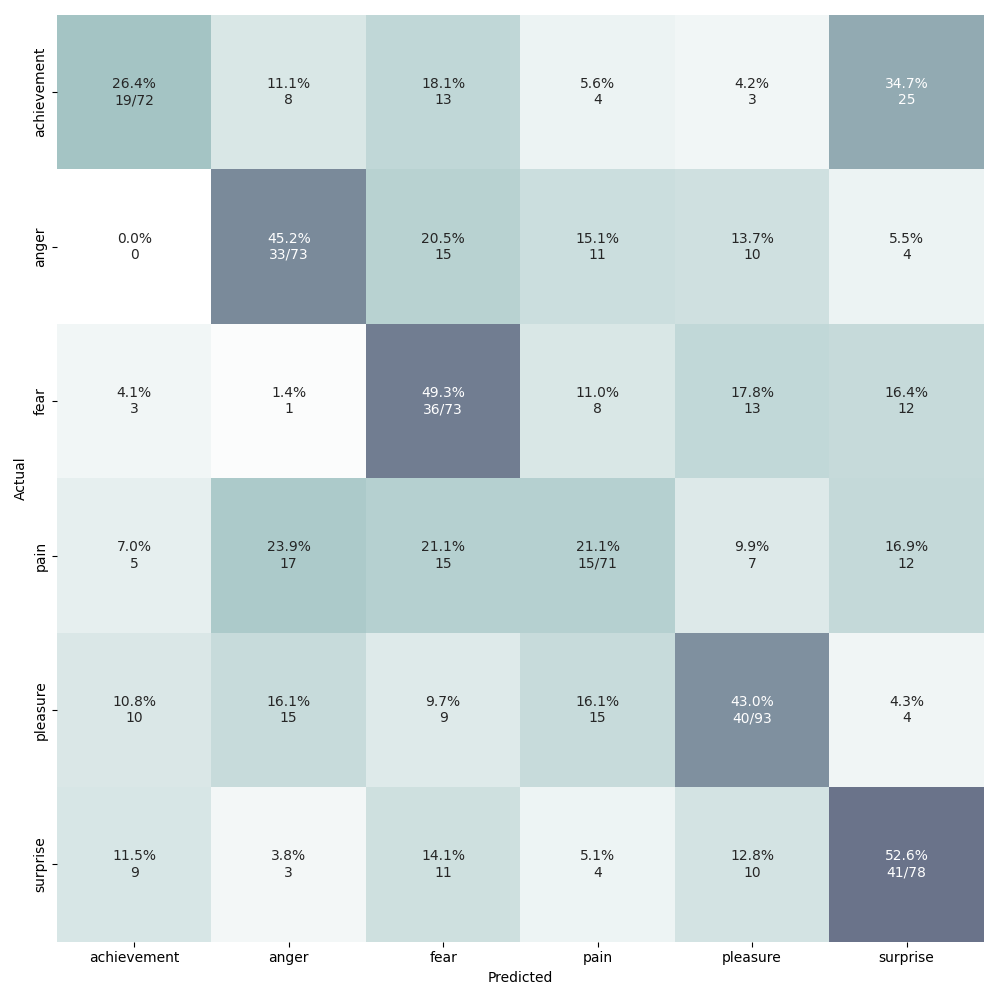 achievement
26.4% 11.1% 18.1% 5.6% 4.2% 34.7%
19/72 8 13 4 3 25
anger
0.0% 45.2% 20.5% 15.1% 13.7% 5.5%
0 33/73 15 11 10 4
fear
4.1% 1.4% 49.3% 11.0% 17.8% 16.4%
3 1 36/73 8 13 12
Actual
pain
7.0% 23.9% 21.1% 21.1% 9.9% 16.9%
5 17 15 15/71 7 12
pleasure
10.8% 16.1% 9.7% 16.1% 43.0% 4.3%
10 15 9 15 40/93 4
surprise
11.5% 3.8% 14.1% 5.1% 12.8% 52.6%
9 3 11 4 10 41/78
achievement anger fear pain pleasure surprise
Predicted